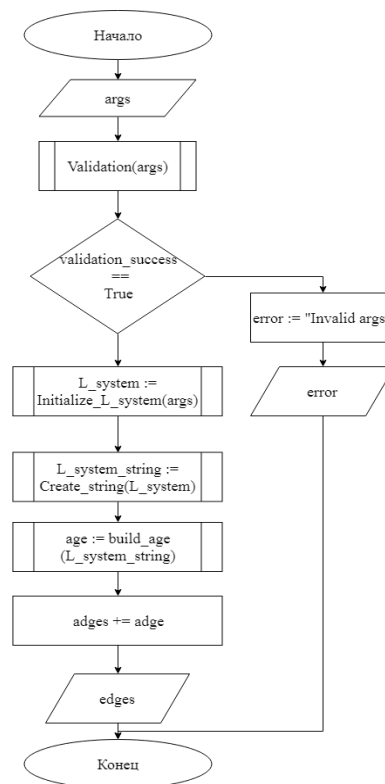 Начало
args
Validation(args)
validation_success
==
True
error := "Invalid args
error
L_system :=
Initialize_L_system(args)
L_system_string :=
Create_string(L_system)
age := build_age
(L_system_string)
adges += adge
edges
Конец